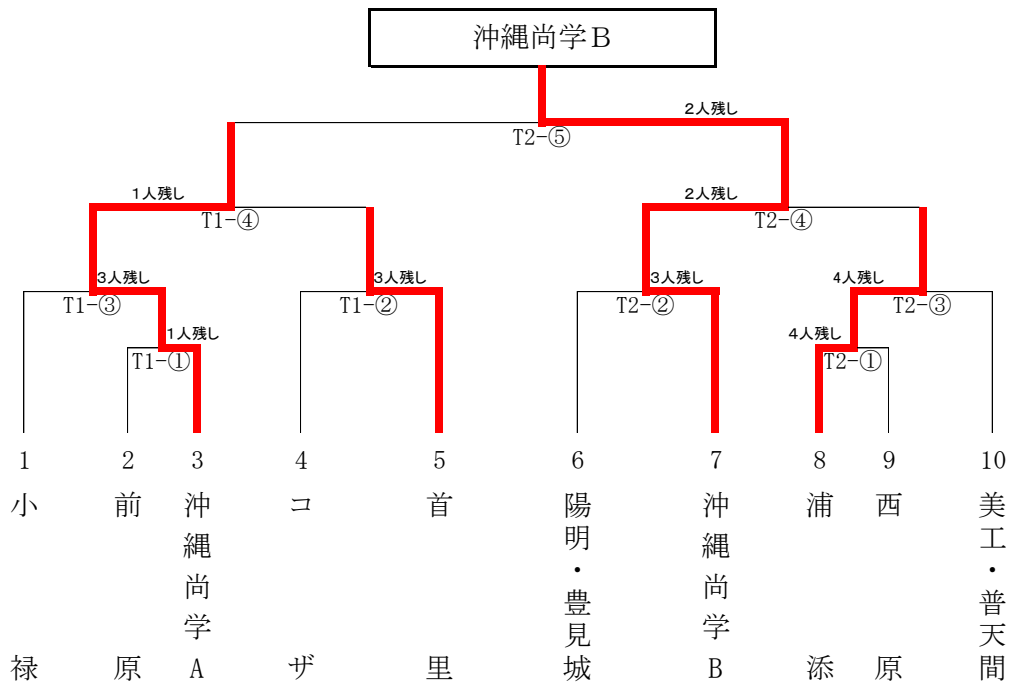 沖縄尚学B
2人残し
T2-⑤
1人残し
2人残し
T1-④
T2-④
3人残し
3人残し
3人残し
4人残し
T1-③
T1-②
T2-②
T2-③
1人残し
4人残し
T1-①
T2-①
1 2 3 4 5 6 7 8 9 10
小禄
前原
沖縄尚学A
コザ
首里
陽明・豊見城
沖縄尚学B
浦添
西原
美工・普天間